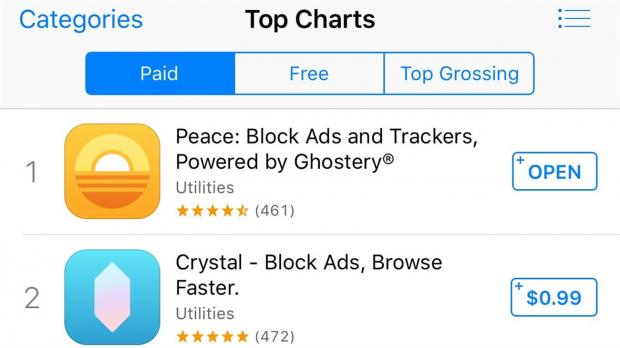 Categories Top Charts
Paid Free Top Grossing
1
Peace: Block Ads and Trackers,
Powered by Ghostery®
Utilities
(461)
+ OPEN
2
Crystal - Block Ads, Browse
Faster.
Utilities
(472)
+ $0.99